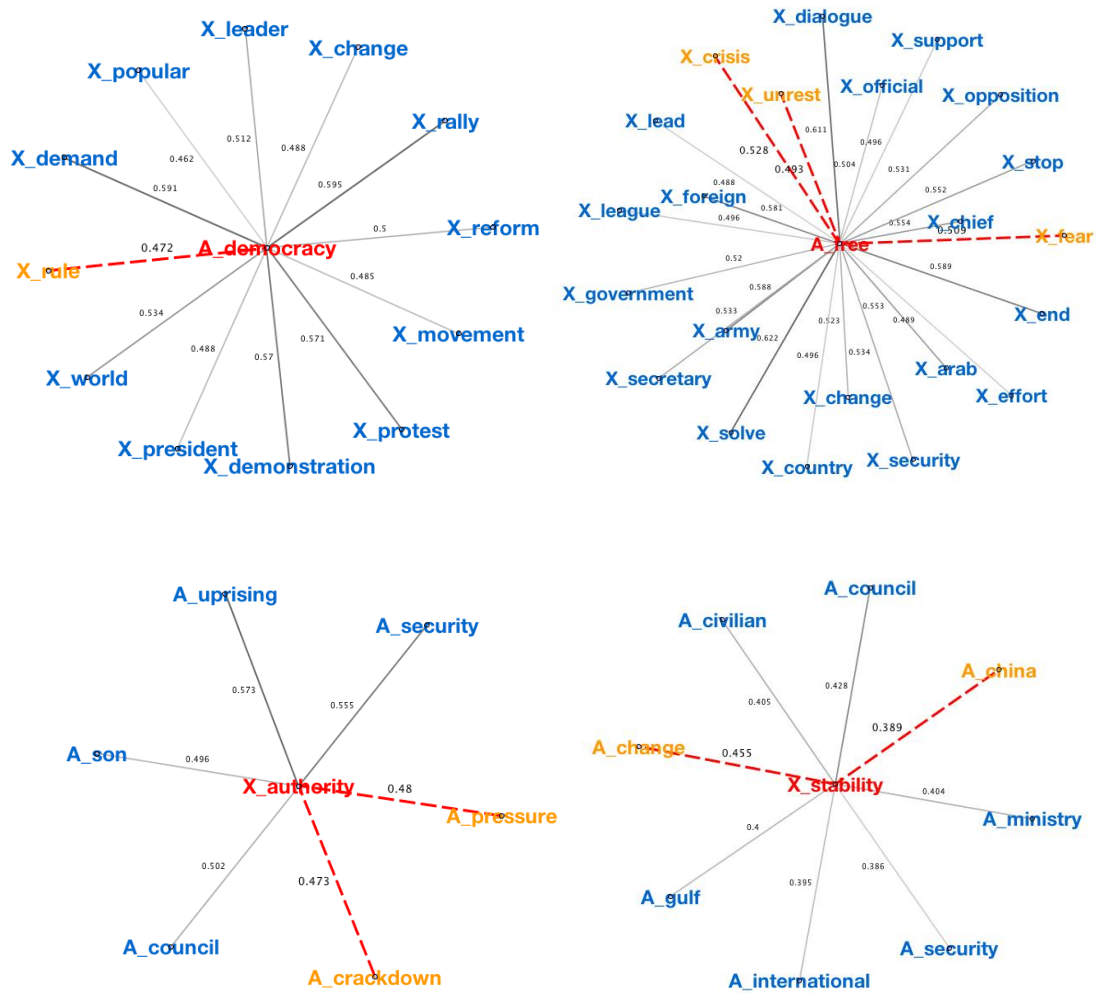 X_leader
X_change
X_popular
X_rally
X_demand
0.512
0.488
0.462
0.595
0.591
X_reform
0.5
0.472
A_democracy
X_rule
0.485
0.534
X_movement
0.488
0.57
0.571
X_world
X_president
X_protest
X_demonstration
X_dialogue
X_support
X_crisis
X_official
X_unrest
X_opposition
X_lead
0.611
0.496
0.528
0.504
X_stop
0.493
0.531
0.488
0.552
X_foreign
0.581
X_league
0.496
0.554
X_chief
0.509
X_fear
A_free
0.52
0.589
0.588
X_government
0.533
0.553
X_end
0.523
0.489
X_army
0.622
0.496
0.534
X_secretary
X_arab
X_change
X_effort
X_solve
X_country
X_security
A_uprising
A_security
0.573
0.555
A_son
0.496
X_authority
0.48
A_pressure
0.502
0.473
A_council
A_crackdown
A_council
A_civilian
A_china
0.428
0.405
0.389
A_change
0.455
X_stability
0.404
A_ministry
0.4
0.386
0.395
A_gulf
A_security
A_international